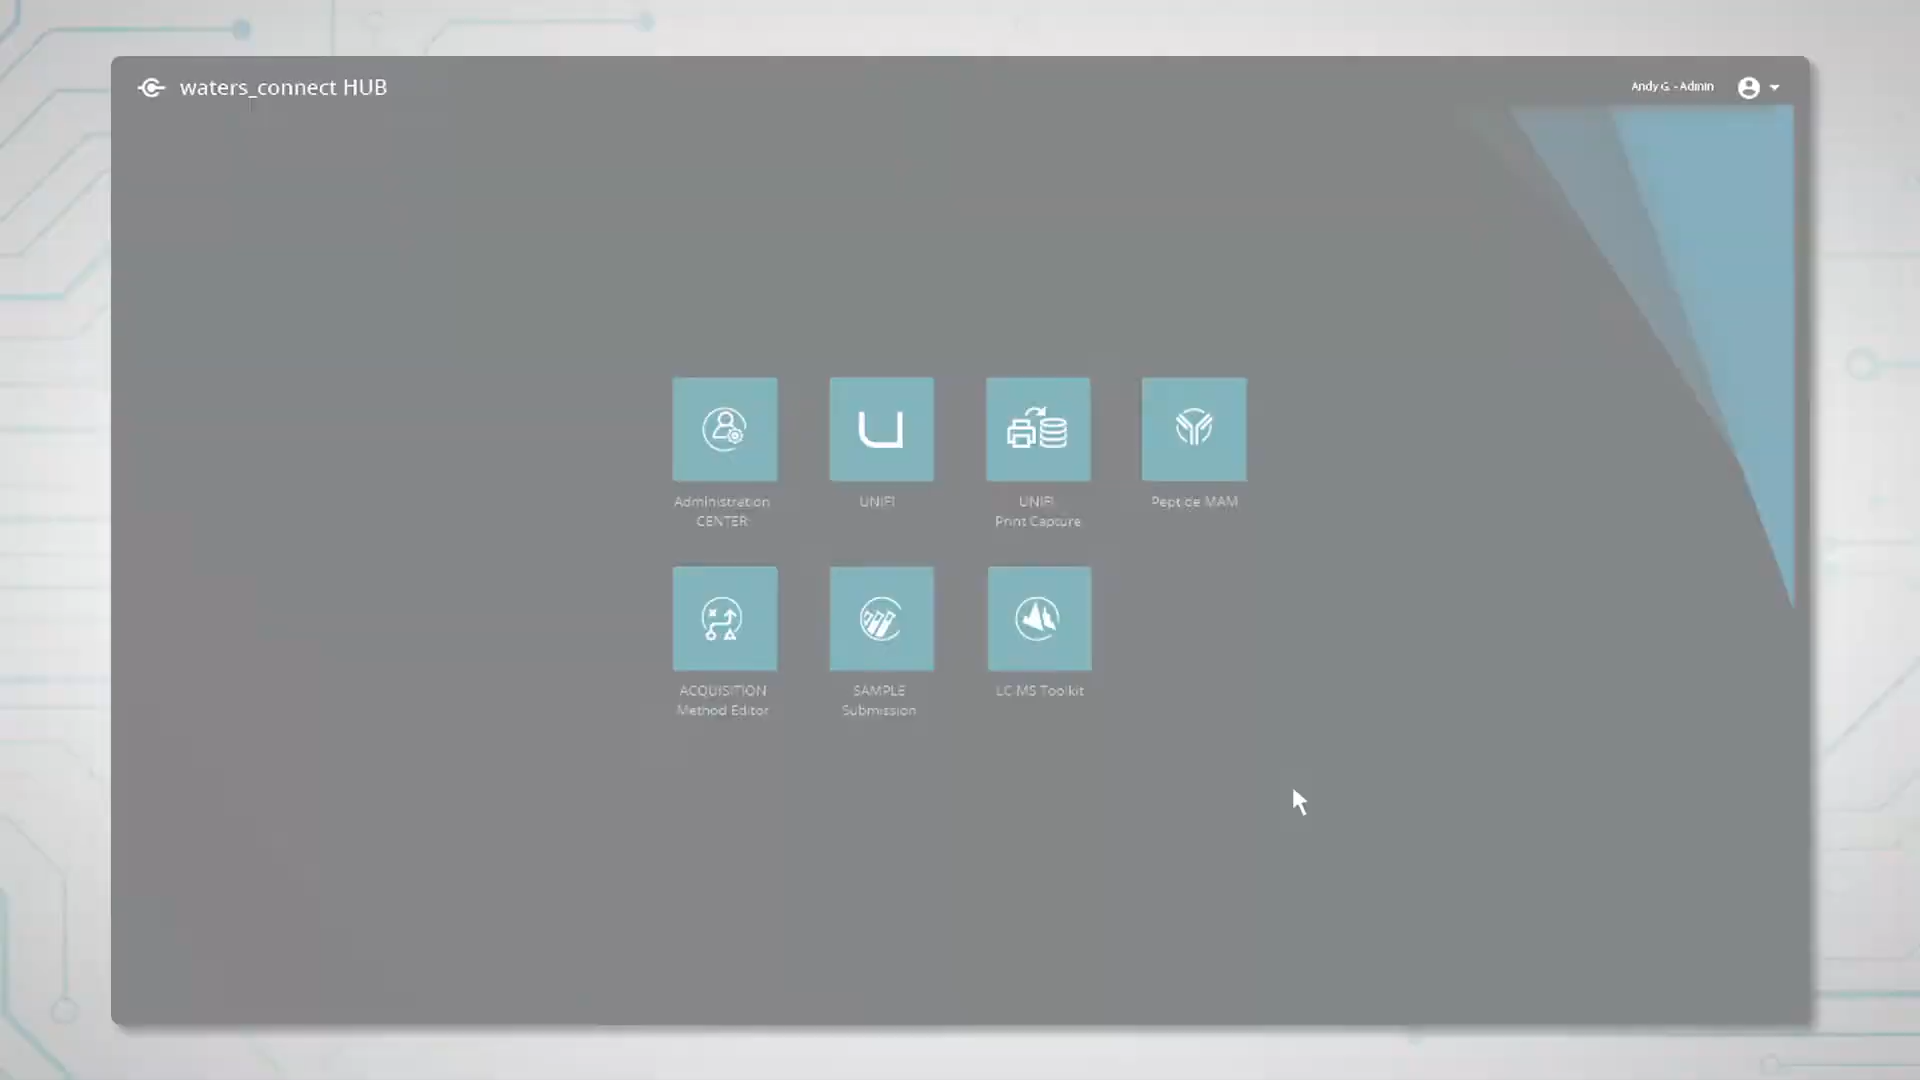 waters_connect HUB
Andy G. - Admin
Administration
CENTER
UNIFI
UNIFI
Print Capture
Peptide MAM
ACQUISITION
Method Editor
SAMPLE
Submission
LC-MS Toolkit